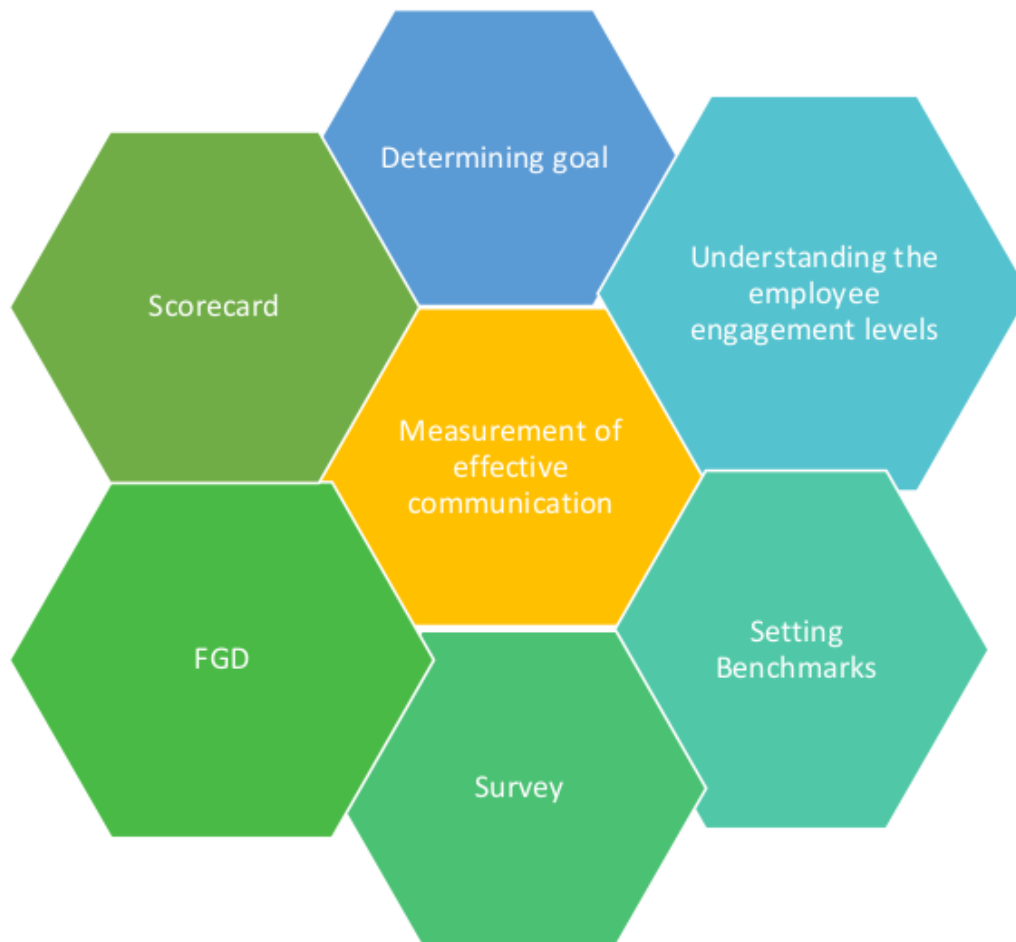 Determining goal
Understanding the
employee
engagement levels
Scorecard
Measurement of
effective
communication
Setting
Benchmarks
FGD
Survey